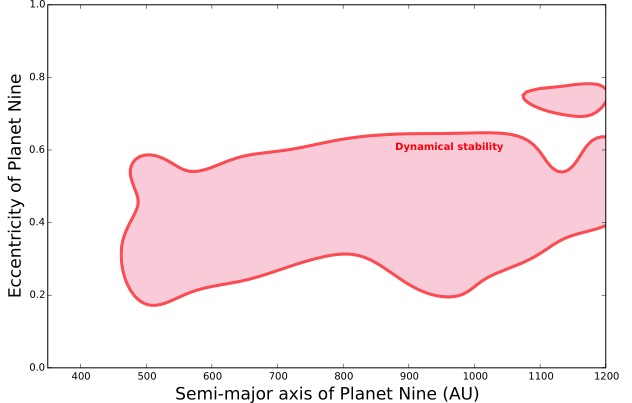 1.0
0.8
0.6
0.4
0.2
0.0
Eccentricity of Planet Nine
Dynamical stability
400 500 600 700 800 900 1000 1100 1200
Semi-major axis of Planet Nine (AU)